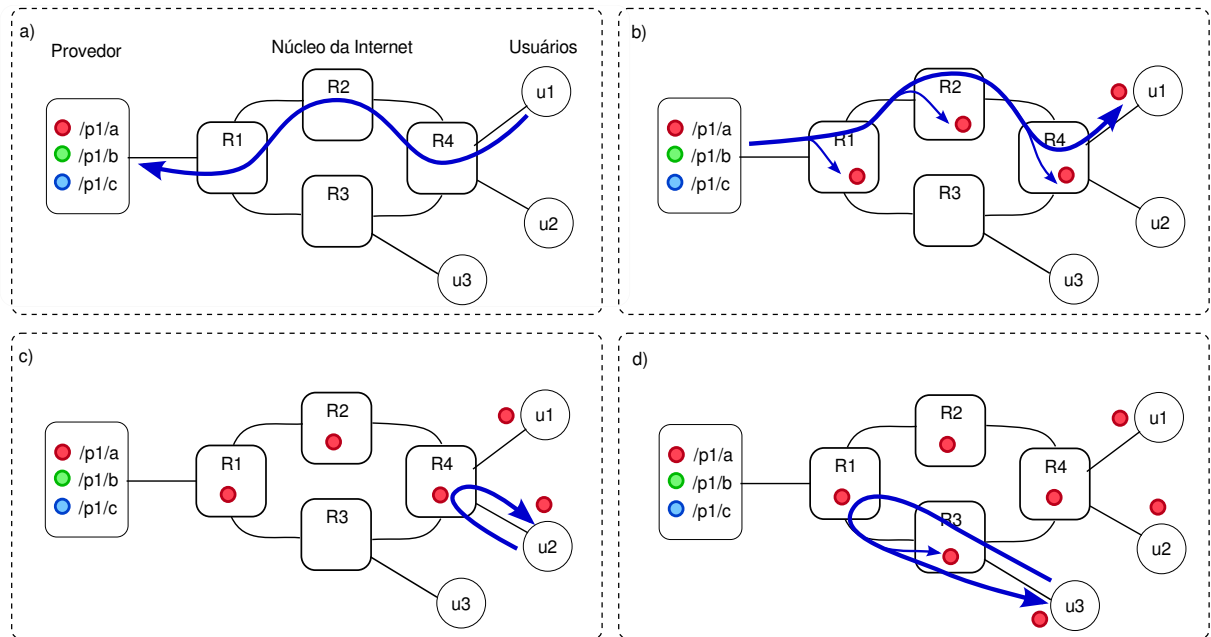 a)
Provedor
Núcleo da Internet
Usuários
R2
u1
/p1/a
/p1/b
/p1/c
R1
R4
R3
u2
u3
b)
R2
u1
/p1/a
/p1/b
/p1/c
R1
R4
R3
u2
u3
c)
R2
u1
/p1/a
/p1/b
/p1/c
R1
R4
R3
u2
u3
d)
R2
u1
/p1/a
/p1/b
/p1/c
R1
R4
R3
u2
u3